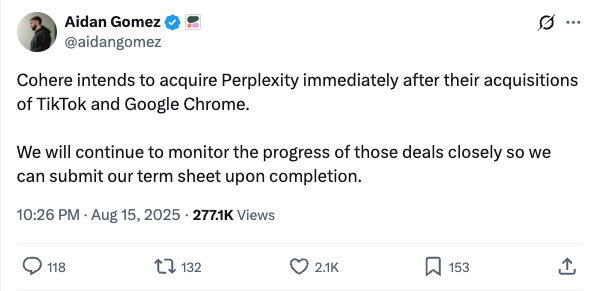 Aidan Gomez
@aidangomez
Cohere intends to acquire Perplexity immediately after their acquisitions
of TikTok and Google Chrome.
We will continue to monitor the progress of those deals closely so we
can submit our term sheet upon completion.
10:26 PM · Aug 15, 2025 · 277.1K Views
118 132 2.1K 153